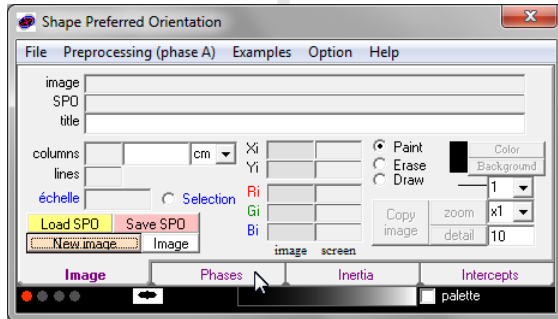 Shape Preferred Orientation
File Preprocessing (phase A) Examples Option Help
image
SPO
title
columns cm Xi Paint Color
lines Yi Erase Background
échelle Selection Ri Draw 1
Load SPO Save SPO Gi Copy image zoom x1
New image Image Bi detail 10
image screen
Image Phases Inertia Intercepts
palette